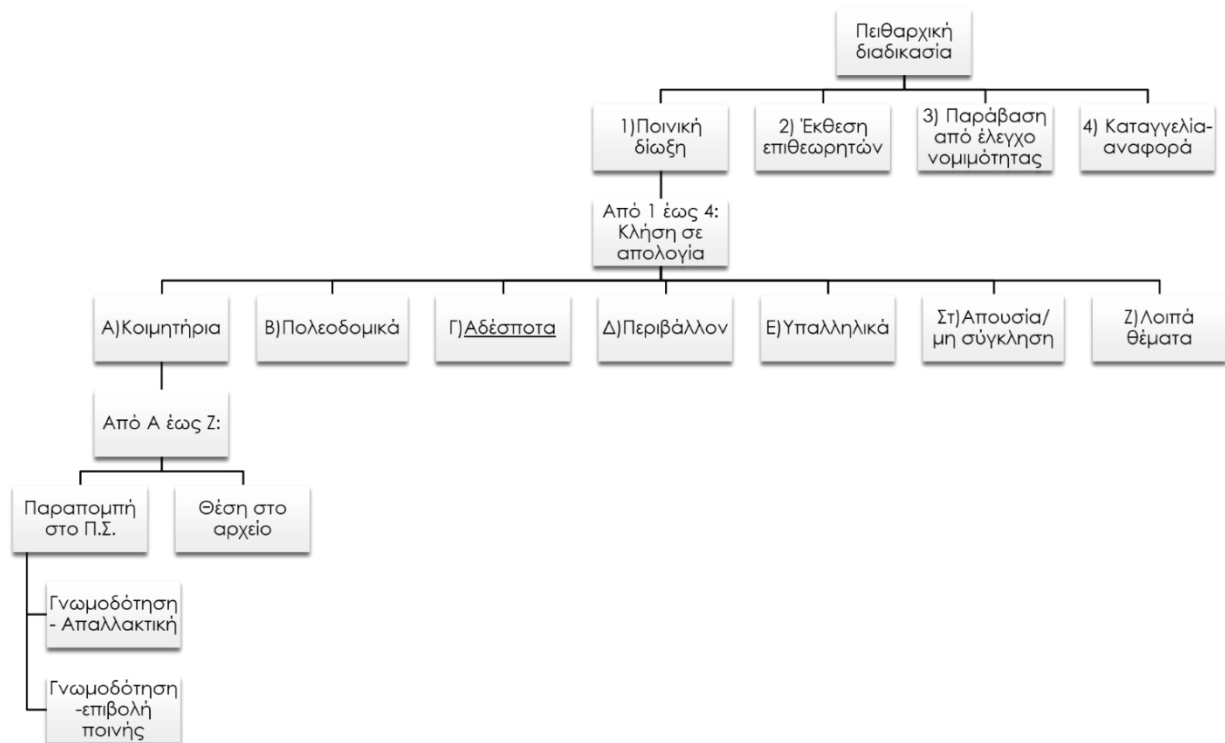 Πειθαρχική
διαδικασία
1)Ποινική
δίωξη
2) Έκθεση
επιθεωρητών
3) Παράβαση
από έλεγχο
νομιμότητας
4) Καταγγελία-
αναφορά
Από 1 έως 4:
Κλήση σε
απολογία
Α)Κοιμητήρια
Β)Πολεοδομικά
Γ)Αδέσποτα
Δ)Περιβάλλον
Ε)Υπαλληλικά
Στ)Απουσία/
μη σύγκληση
Ζ)Λοιπά
θέματα
Από Α έως Ζ:
Παραπομπή
στο Π.Σ.
Θέση στο
αρχείο
Γνωμοδότηση
- Απαλλακτική
Γνωμοδότηση
-επιβολή
ποινής